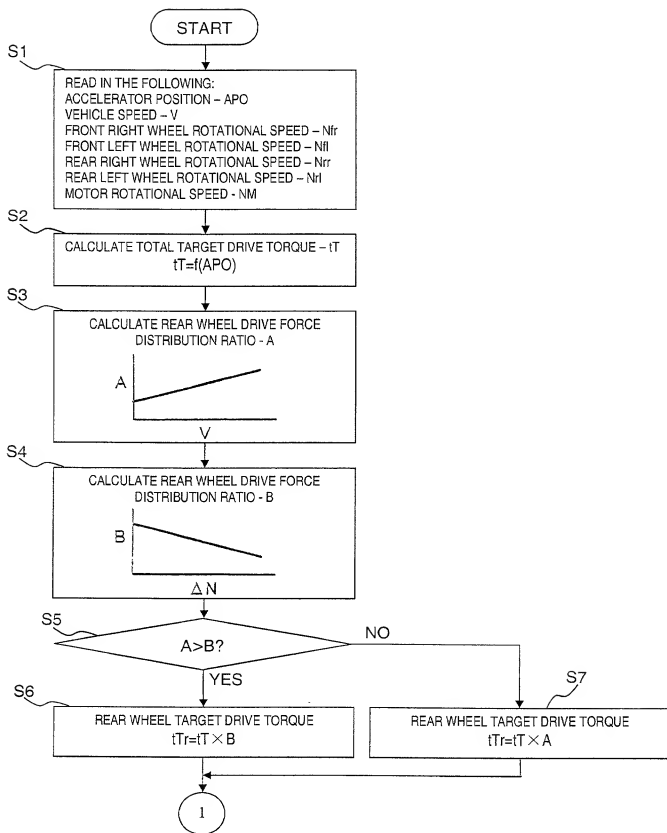 START
S1
READ IN THE FOLLOWING:
ACCELERATOR POSITION – APO
VEHICLE SPEED – V
FRONT RIGHT WHEEL ROTATIONAL SPEED – Nfr
FRONT LEFT WHEEL ROTATIONAL SPEED – Nfl
REAR RIGHT WHEEL ROTATIONAL SPEED – Nrr
REAR LEFT WHEEL ROTATIONAL SPEED – Nrl
MOTOR ROTATIONAL SPEED - NM
S2
CALCULATE TOTAL TARGET DRIVE TORQUE – tT
tT=f(APO)
S3
CALCULATE REAR WHEEL DRIVE FORCE
DISTRIBUTION RATIO - A
A
V
S4
CALCULATE REAR WHEEL DRIVE FORCE
DISTRIBUTION RATIO - B
B
ΔN
S5
A>B?
NO
YES
S6
REAR WHEEL TARGET DRIVE TORQUE
tTr=tT×B
S7
REAR WHEEL TARGET DRIVE TORQUE
tTr=tT×A
1